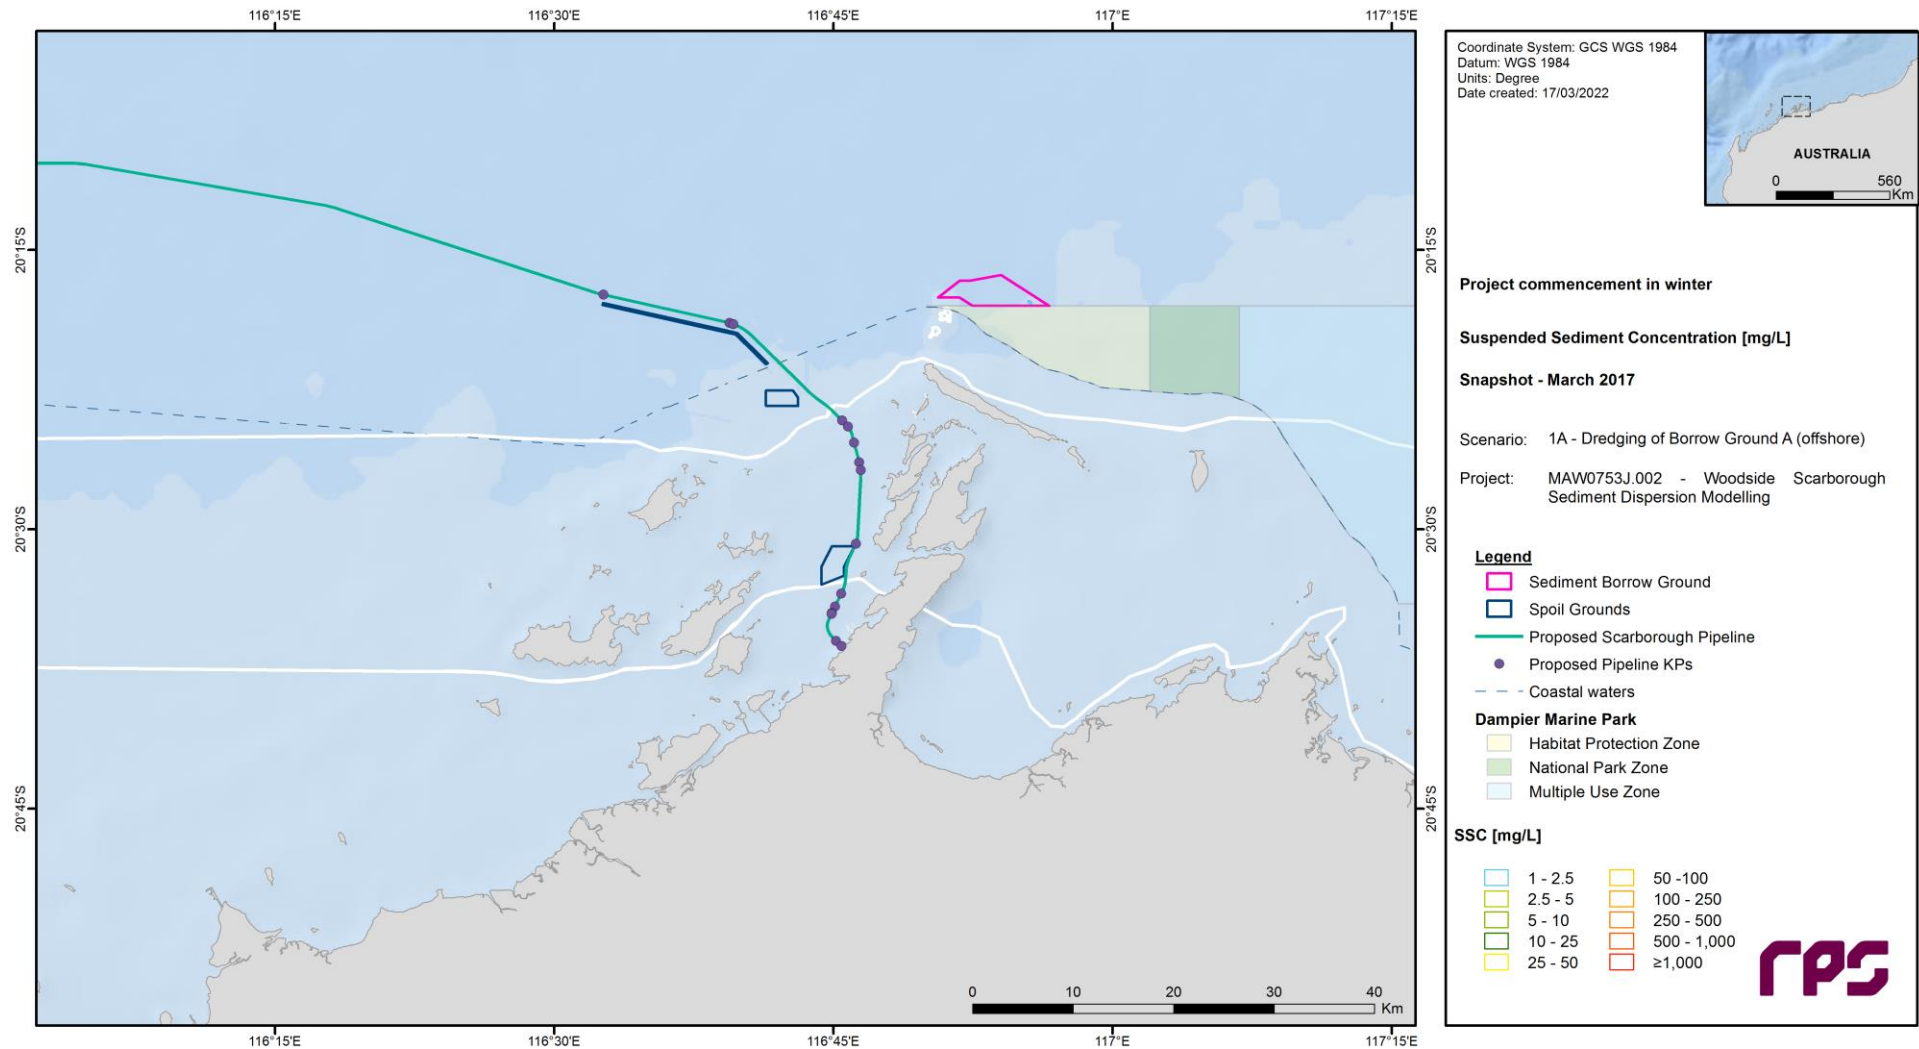 116°15'E 116°30'E 116°45'E 117°E 117°15'E
20°15'S 20°15'S
20°30'S 20°30'S
20°45'S 20°45'S
0 10 20 30 40
Km
116°15'E 116°30'E 116°45'E 117°E 117°15'E
Coordinate System: GCS WGS 1984
Datum: WGS 1984
Units: Degree
Date created: 17/03/2022
AUSTRALIA
0 560
Km
Project commencement in winter
Suspended Sediment Concentration [mg/L]
Snapshot - March 2017
Scenario: 1A - Dredging of Borrow Ground A (offshore)
Project: MAW0753J.002 - Woodside Scarborough
Sediment Dispersion Modelling
Legend
Sediment Borrow Ground
Spoil Grounds
Proposed Scarborough Pipeline
Proposed Pipeline KPs
Coastal waters
Dampier Marine Park
Habitat Protection Zone
National Park Zone
Multiple Use Zone
SSC [mg/L]
1 - 2.5 50 -100
2.5 - 5 100 - 250
5 - 10 250 - 500
10 - 25 500 - 1,000
25 - 50 ≥1,000
rps